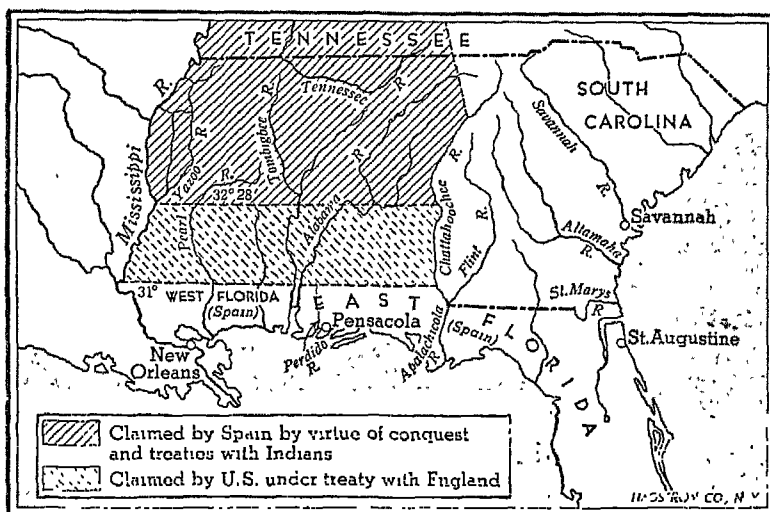 TENNESSEE
R.
Tennessee
R.
SOUTH
CAROLINA
Savannah
R.
Mississippi
Yazoo
R.
Tombigbee
R.
R.
R.
32° 28'
Pearl
Alabama
Chattahoochee
Flint
R.
Savannah
Altamaha
R.
31°
WEST FLORIDA
(Spain)
EAST
FLORIDA
(Spain)
St. Marys
R
Pensacola
Perdido
R.
Apalachicola
R
St. Augustine
New
Orleans
Claimed by Spain by virtue of conquest
and treaties with Indians
Claimed by U.S. under treaty with England
CO., N.Y.